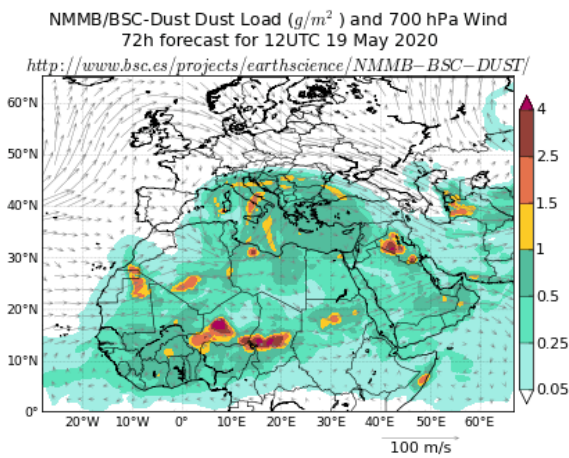 NMMB/BSC-Dust Dust Load (g/m² ) and 700 hPa Wind
72h forecast for 12UTC 19 May 2020
http://www.bsc.es/projects/earthscience/NMMB−BSC−DUST/
60°N
50°N
40°N
30°N
20°N
10°N
0°
20°W
10°W
0°
10°E
20°E
30°E
40°E
50°E
60°E
4
2.5
1.5
1
0.5
0.25
0.05
100 m/s